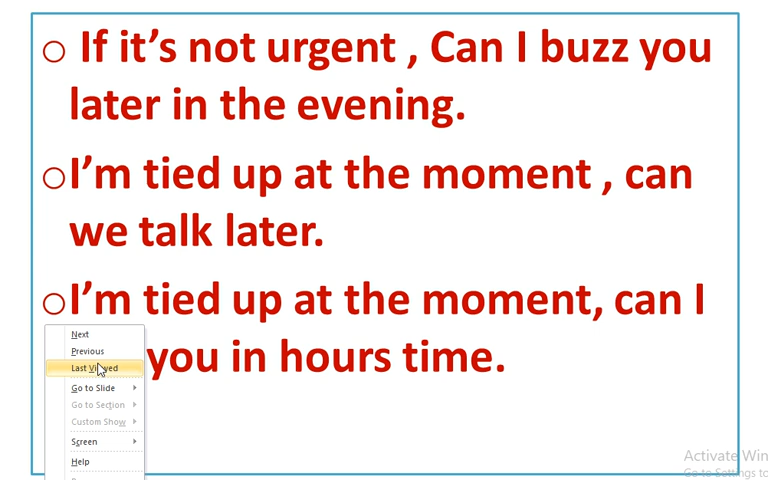 If it's not urgent , Can I buzz you
later in the evening.
I'm tied up at the moment , can
we talk later.
I'm tied up at the moment, can I
you in hours time.
Next
Previous
Last Viewed
Go to Slide
Go to Section
Custom Show
Screen
Help
Activate Win
Go to Settings to